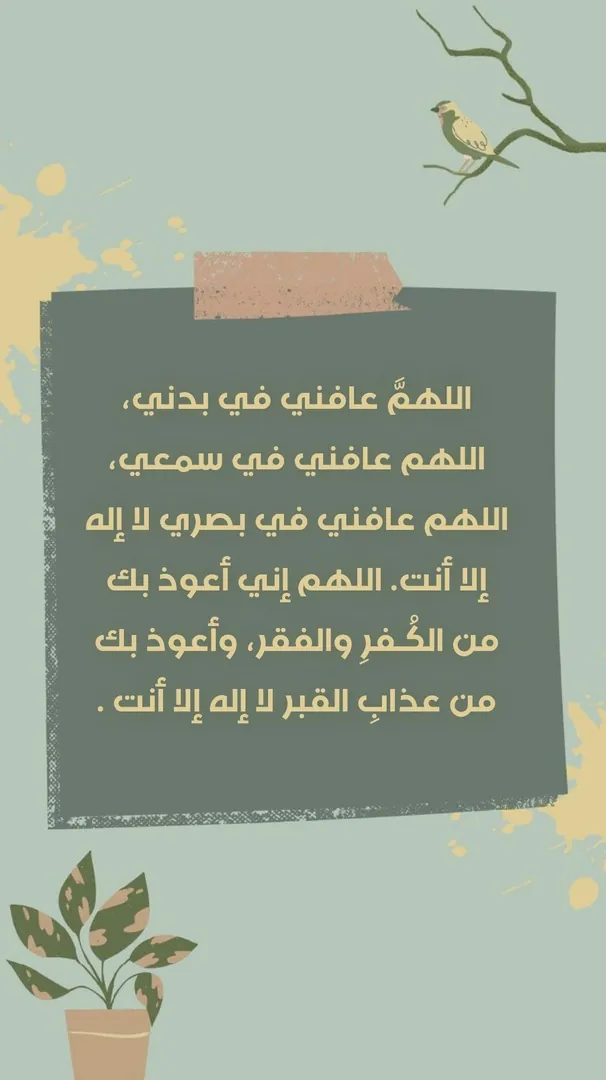 اللهمَّ عافني في بدني،
اللهم عافني في سمعي،
اللهم عافني في بصري لا إله
إلا أنت. اللهم إني أعوذ بك
من الكُفرِ والفقر، وأعوذ بك
من عذابِ القبر لا إله إلا أنت .